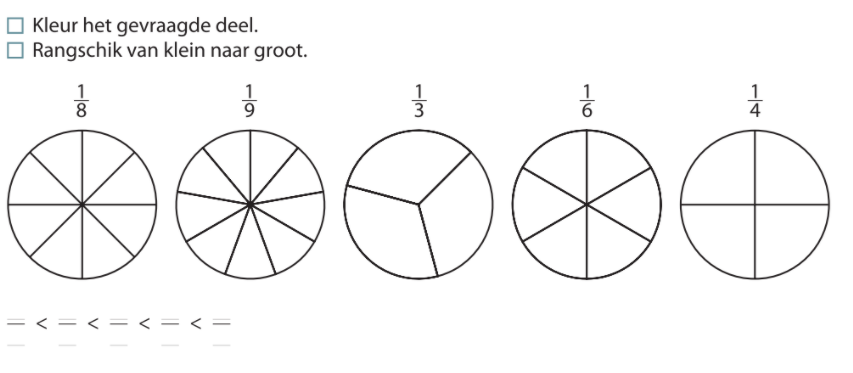 Kleur het gevraagde deel.
Rangschik van klein naar groot.
1/8 1/9 1/3 1/6 1/4
< < < <